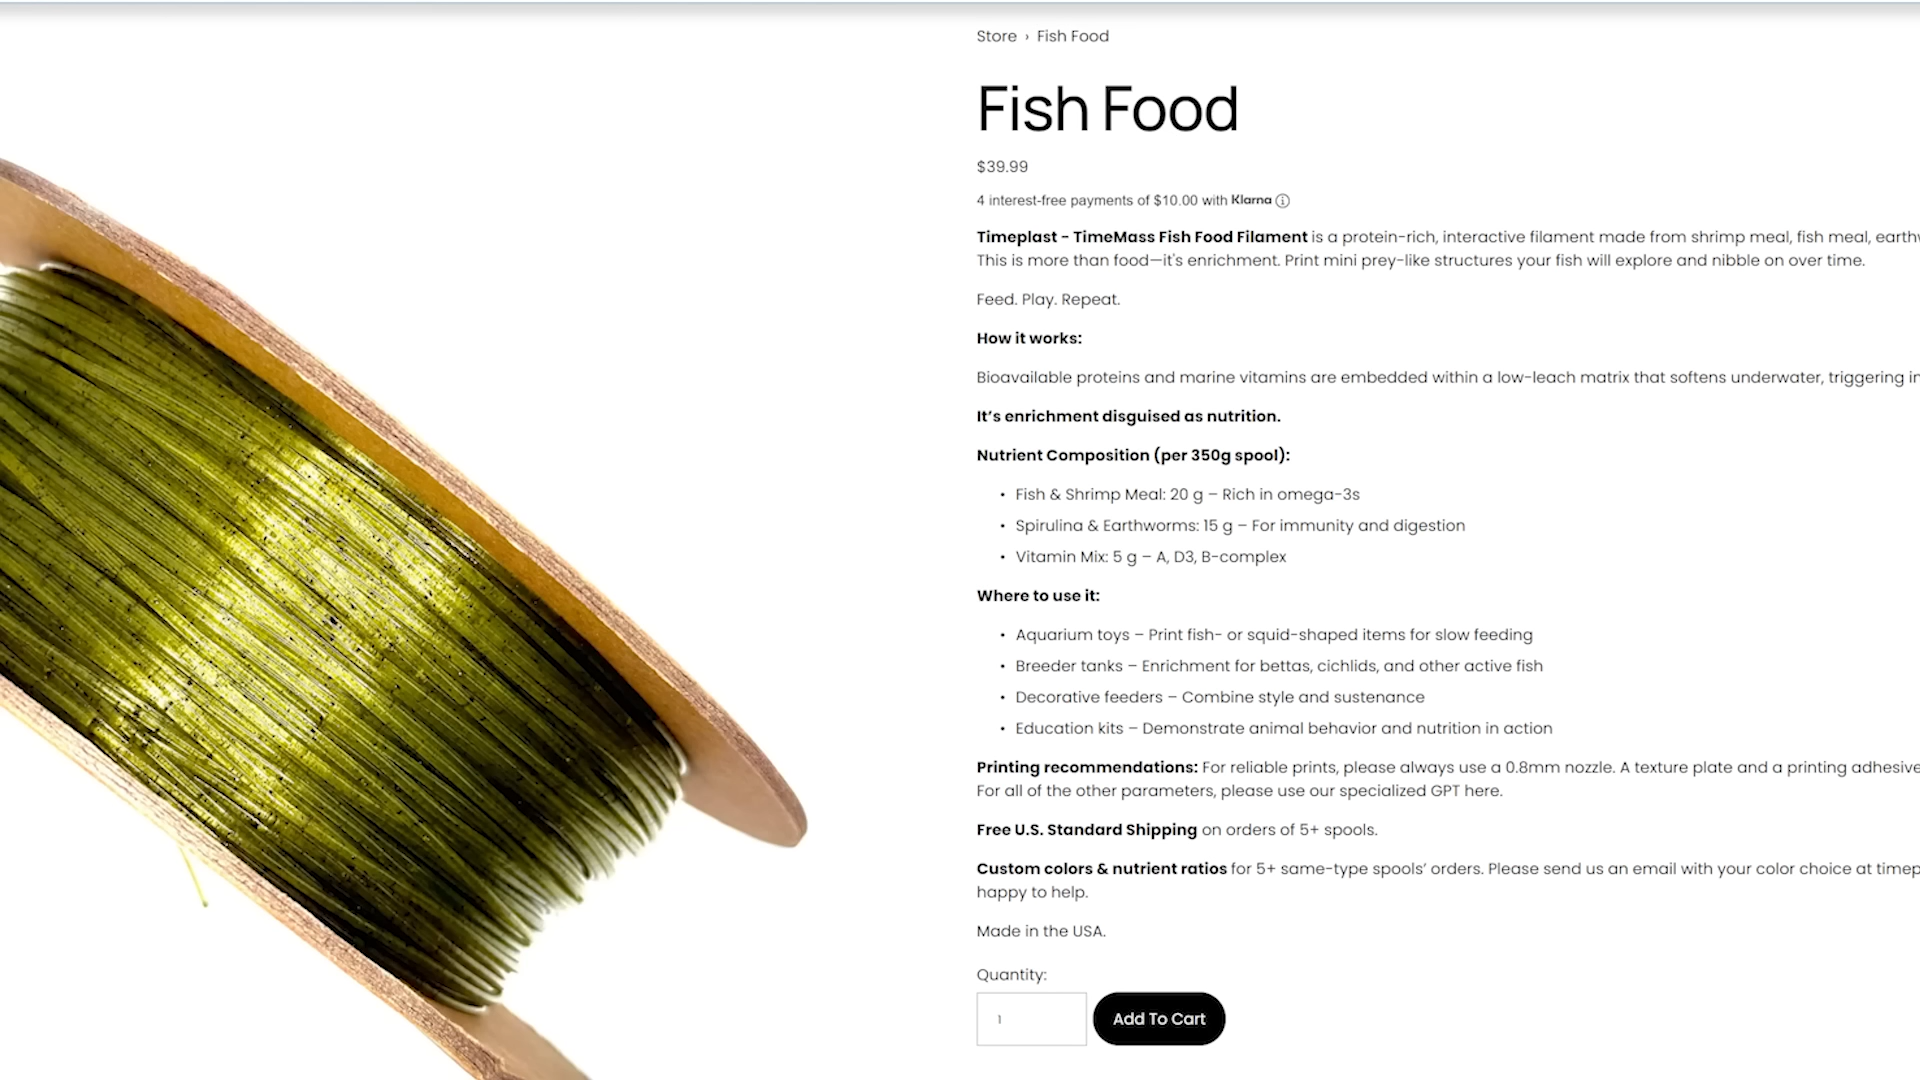 Store › Fish Food
Fish Food
$39.99
4 interest-free payments of $10.00 with Klarna
Timeplast - TimeMass Fish Food Filament is a protein-rich, interactive filament made from shrimp meal, fish meal,
This is more than food—it's enrichment. Print mini prey-like structures your fish will explore and nibble on over time.
Feed. Play. Repeat.
How it works:
Bioavailable proteins and marine vitamins are embedded within a low-leach matrix that softens underwater, triggering
It’s enrichment disguised as nutrition.
Nutrient Composition (per 350g spool):
• Fish & Shrimp Meal: 20 g – Rich in omega-3s
• Spirulina & Earthworms: 15 g – For immunity and digestion
• Vitamin Mix: 5 g – A, D3, B-complex
Where to use it:
• Aquarium toys – Print fish- or squid-shaped items for slow feeding
• Breeder tanks – Enrichment for bettas, cichlids, and other active fish
• Decorative feeders – Combine style and sustenance
• Education kits – Demonstrate animal behavior and nutrition in action
Printing recommendations: For reliable prints, please always use a 0.8mm nozzle. A texture plate and a printing adhesive
For all of the other parameters, please use our specialized GPT here.
Free U.S. Standard Shipping on orders of 5+ spools.
Custom colors & nutrient ratios for 5+ same-type spools’ orders. Please send us an email with your color choice at
happy to help.
Made in the USA.
Quantity:
1
Add To Cart